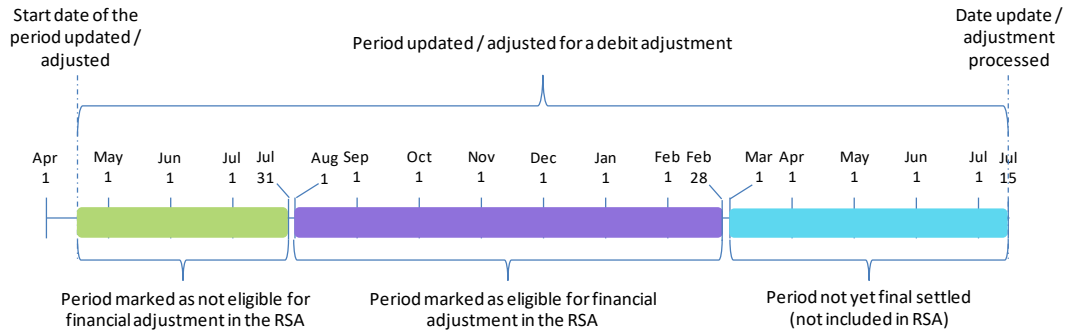 Start date of the
period updated /
adjusted
Period updated / adjusted for a debit adjustment
Date update /
adjustment
processed
Apr
1
May
1
Jun
1
Jul
1
Jul
31
Aug
1
Sep
1
Oct
1
Nov
1
Dec
1
Jan
1
Feb
1
Feb
28
Mar
1
Apr
1
May
1
Jun
1
Jul
1
Jul
15
Period marked as not eligible for
financial adjustment in the RSA
Period marked as eligible for financial
adjustment in the RSA
Period not yet final settled
(not included in RSA)